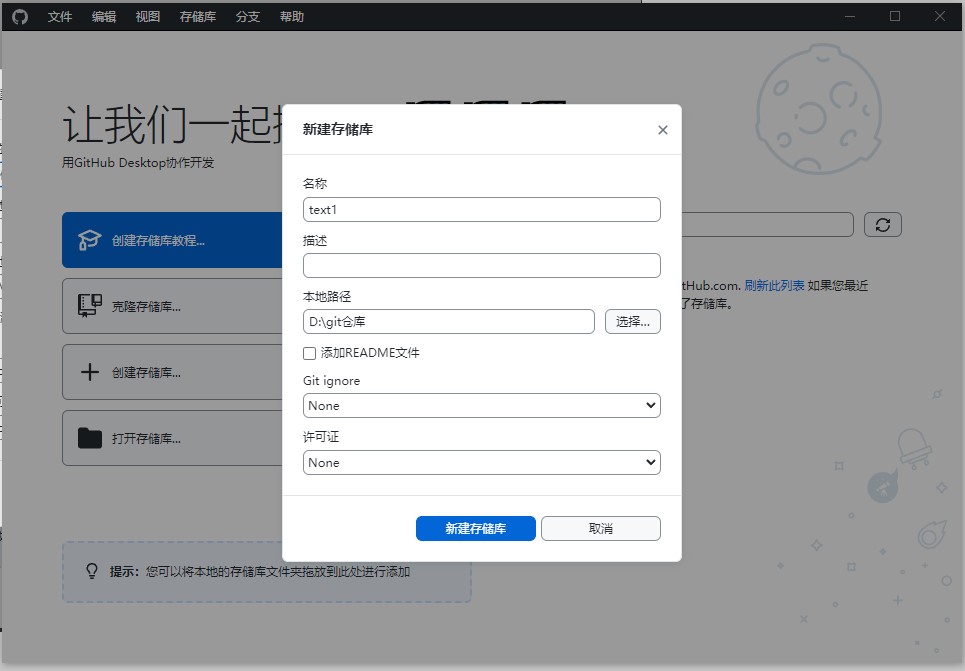 文件 编辑 视图 存储库 分支 帮助
让我们一起
用GitHub Desktop协作开发
创建存储库教程...
克隆存储库...
创建存储库...
打开存储库...
提示：您可以将本地的存储库文件夹拖放到此处进行添加
新建存储库
名称
text1
描述
本地路径
D:\git仓库
选择...
添加README文件
Git ignore
None
许可证
None
新建存储库
取消
tHub.com. 刷新此列表 如果您最近
了存储库。